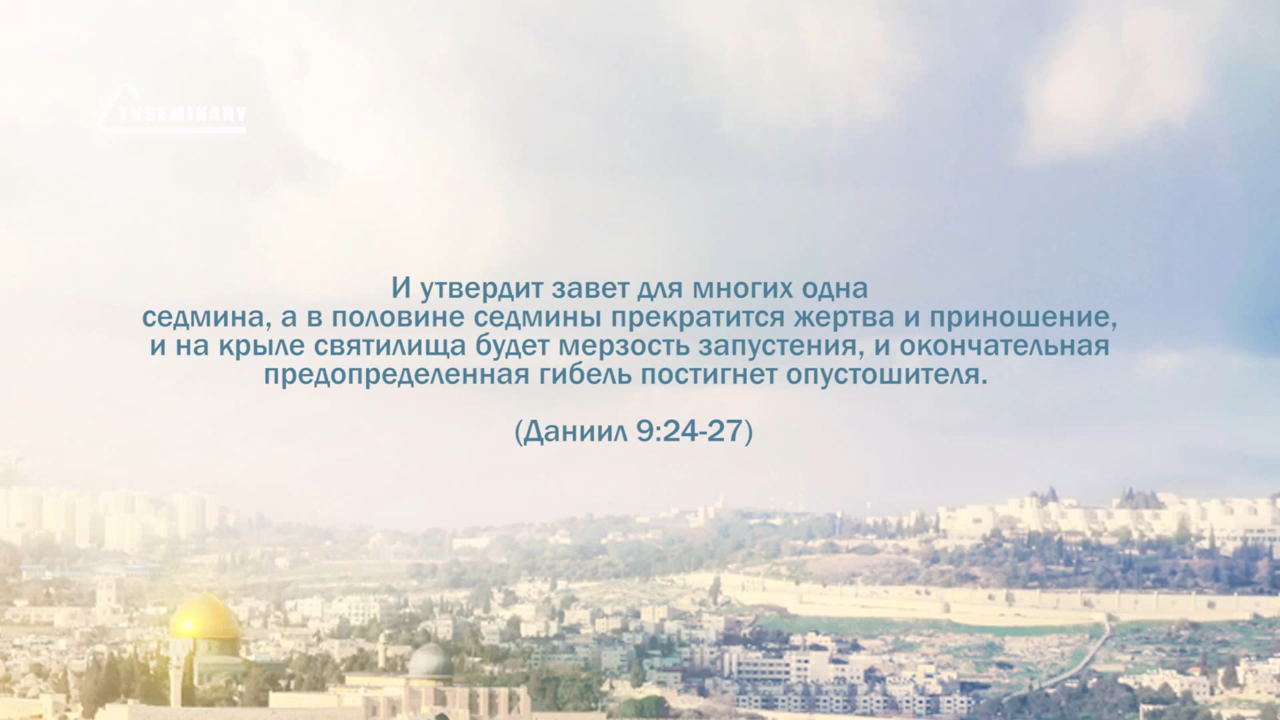 TVSEMINARY
И утвердит завет для многих одна
седмина, а в половине седмины прекратится жертва и приношение,
и на крыле святилища будет мерзость запустения, и окончательная
предопределенная гибель постигнет опустошителя.
(Даниил 9:24-27)